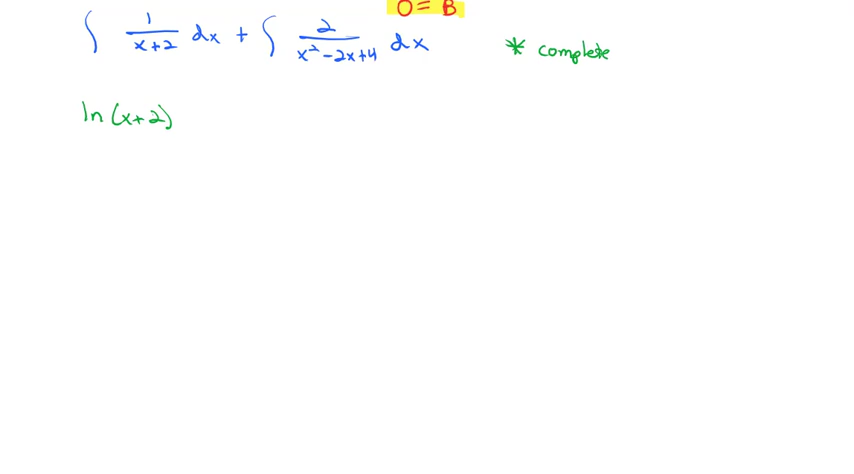 0 = B
∫ 1/(x+2) dx + ∫ 2/(x² - 2x + 4) dx
* complete
ln (x+2)